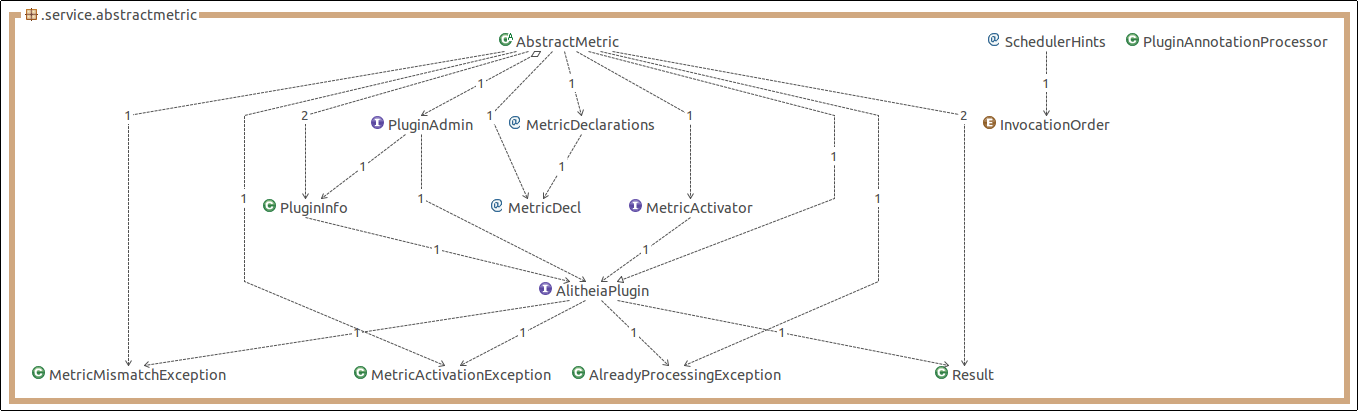 .service.abstractmetric
AbstractMetric
SchedulerHints
PluginAnnotationProcessor
1
1
1
1
2
1
1
2
PluginAdmin
MetricDeclarations
InvocationOrder
1
1
1
1
1
1
1
PluginInfo
MetricDecl
MetricActivator
1
1
AlitheiaPlugin
1
1
1
1
MetricMismatchException
MetricActivationException
AlreadyProcessingException
Result